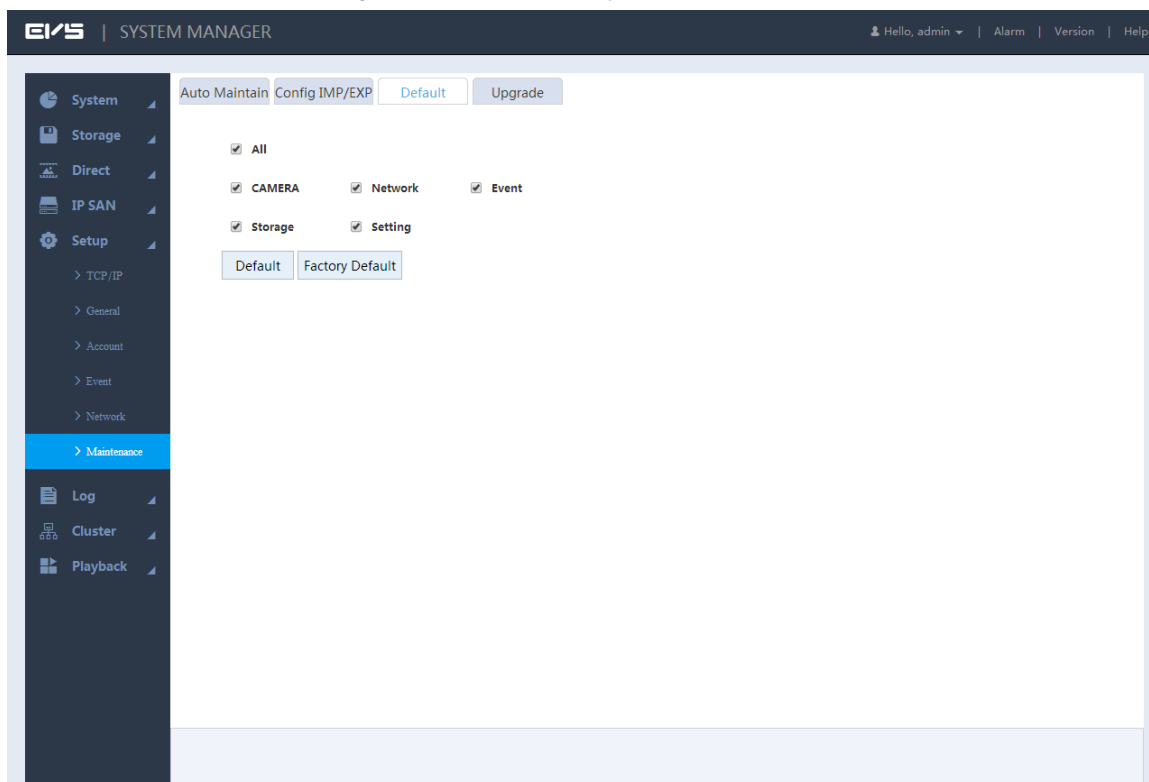 EVS | SYSTEM MANAGER
Hello, admin | Alarm | Version | Help
System
Storage
Direct
IP SAN
Setup
> TCP/IP
> General
> Account
> Event
> Network
> Maintenance
Log
Cluster
Playback
Auto Maintain Config IMP/EXP Default Upgrade
All
CAMERA Network Event
Storage Setting
Default Factory Default